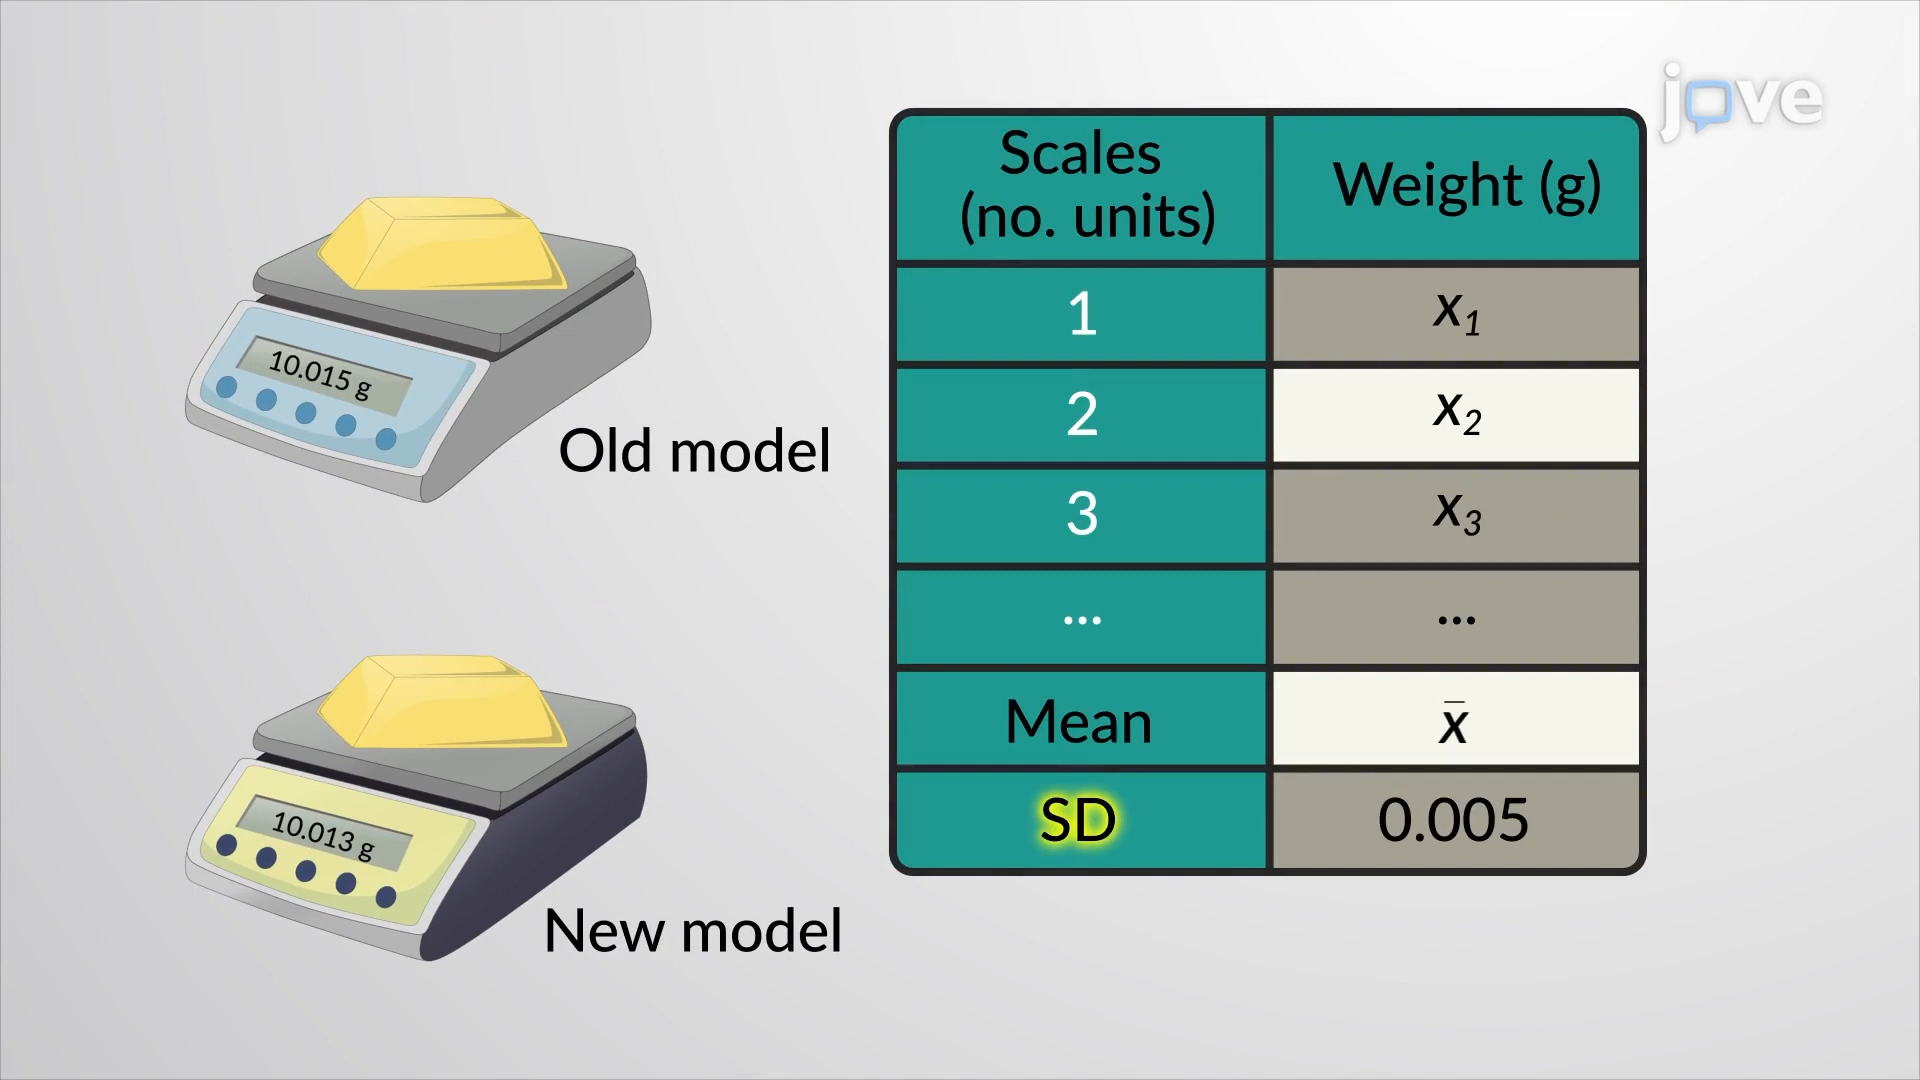 jove
10.015 g
Old model
10.013 g
New model
Scales
(no. units)
Weight (g)
1
x1
2
x2
3
x3
...
...
Mean
x̄
SD
0.005